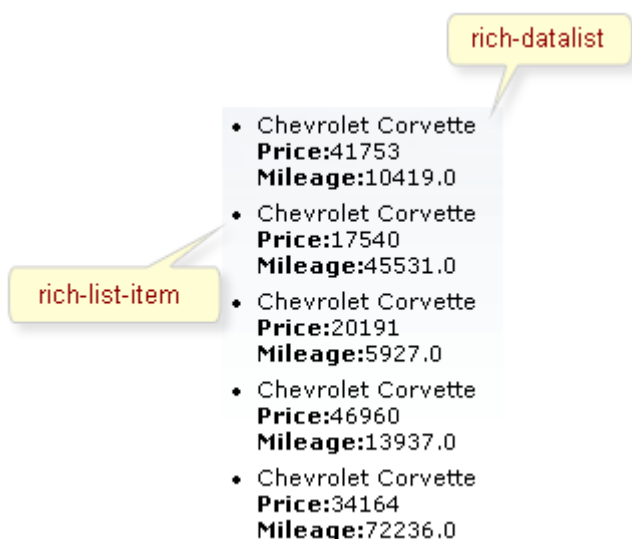 rich-datalist
• Chevrolet Corvette
Price:41753
Mileage:10419.0
• Chevrolet Corvette
Price:17540
Mileage:45531.0
rich-list-item
• Chevrolet Corvette
Price:20191
Mileage:5927.0
• Chevrolet Corvette
Price:46960
Mileage:13937.0
• Chevrolet Corvette
Price:34164
Mileage:72236.0